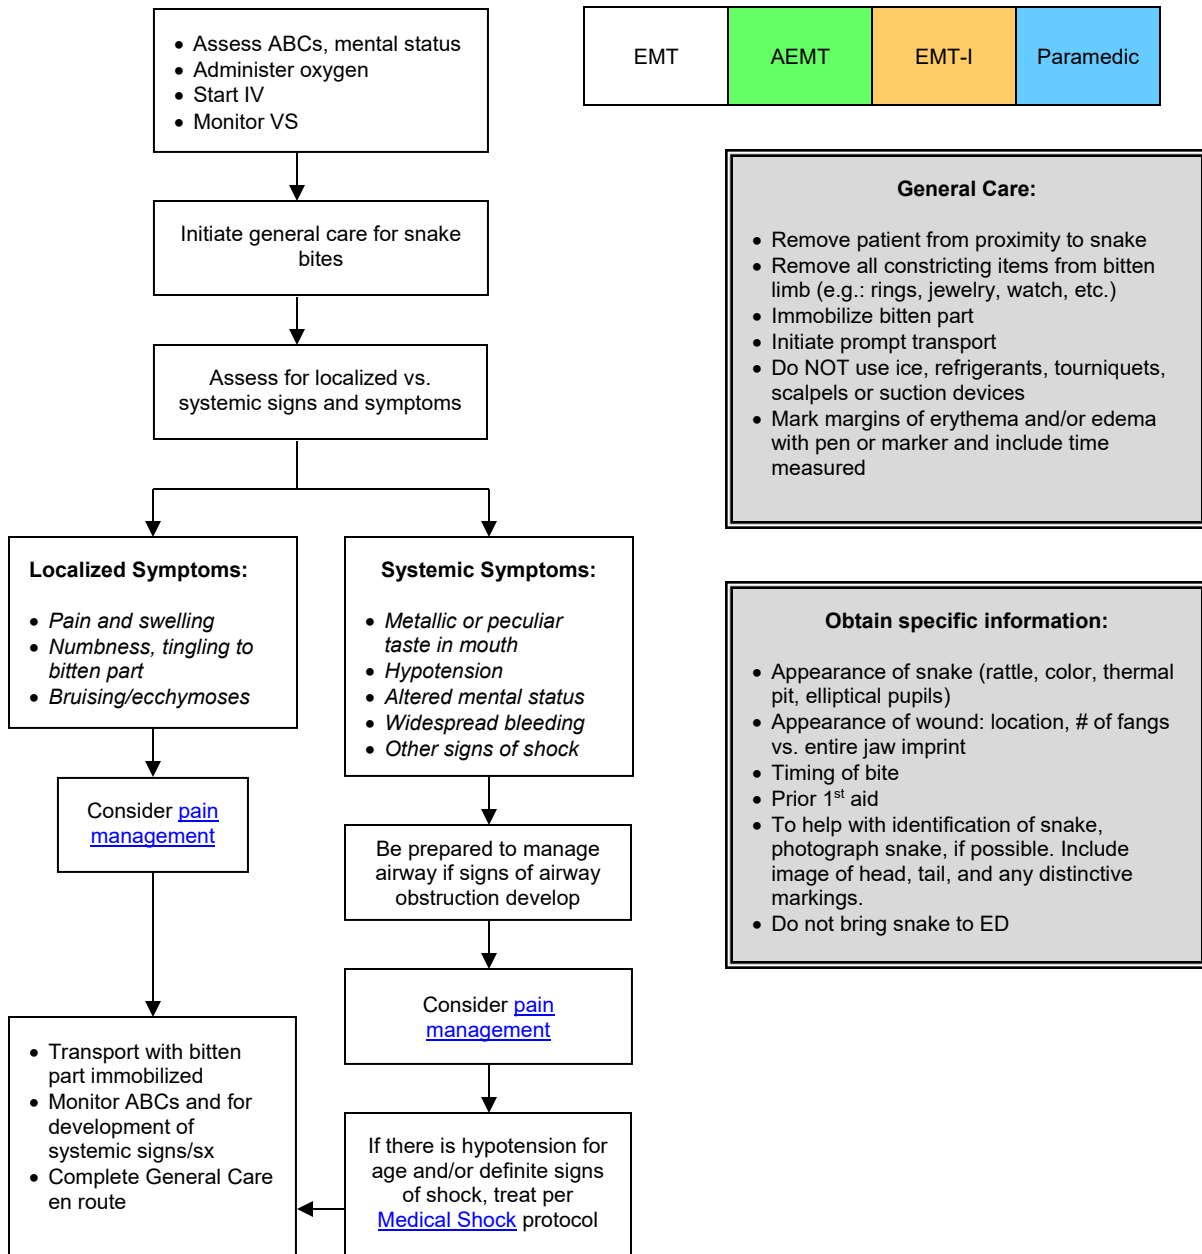 • Assess ABCs, mental status
• Administer oxygen
• Start IV
• Monitor VS
EMT
AEMT
EMT-I
Paramedic
Initiate general care for snake
bites
Assess for localized vs.
systemic signs and symptoms
General Care:
• Remove patient from proximity to snake
• Remove all constricting items from bitten
limb (e.g.: rings, jewelry, watch, etc.)
• Immobilize bitten part
• Initiate prompt transport
• Do NOT use ice, refrigerants, tourniquets,
scalpels or suction devices
• Mark margins of erythema and/or edema
with pen or marker and include time
measured
Localized Symptoms:
• Pain and swelling
• Numbness, tingling to
bitten part
• Bruising/ecchymoses
Consider pain
management
Systemic Symptoms:
• Metallic or peculiar
taste in mouth
• Hypotension
• Altered mental status
• Widespread bleeding
• Other signs of shock
Be prepared to manage
airway if signs of airway
obstruction develop
Consider pain
management
If there is hypotension for
age and/or definite signs
of shock, treat per
Medical Shock protocol
• Transport with bitten
part immobilized
• Monitor ABCs and for
development of
systemic signs/sx
• Complete General Care
en route
Obtain specific information:
• Appearance of snake (rattle, color, thermal
pit, elliptical pupils)
• Appearance of wound: location, # of fangs
vs. entire jaw imprint
• Timing of bite
• Prior 1st aid
• To help with identification of snake,
photograph snake, if possible. Include
image of head, tail, and any distinctive
markings.
• Do not bring snake to ED